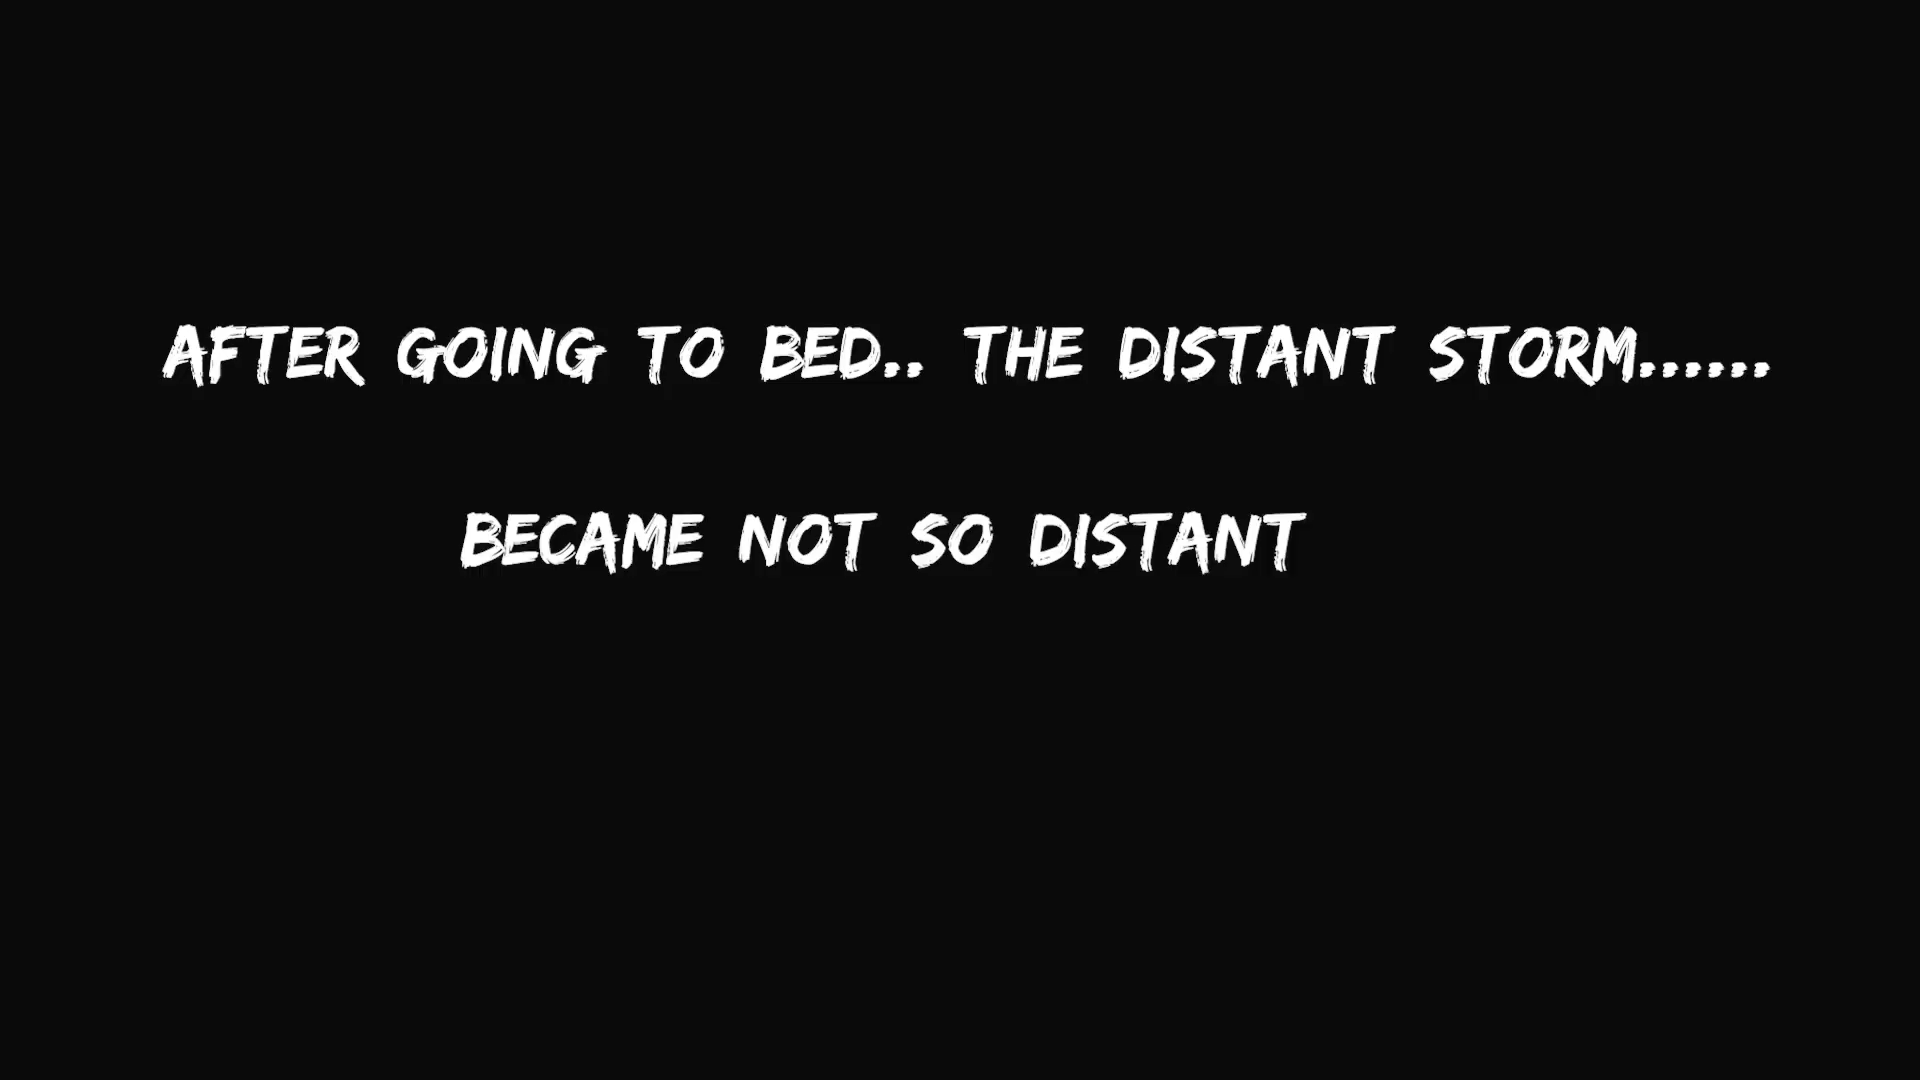 AFTER GOING TO BED.. THE DISTANT STORM......
BECAME NOT SO DISTANT